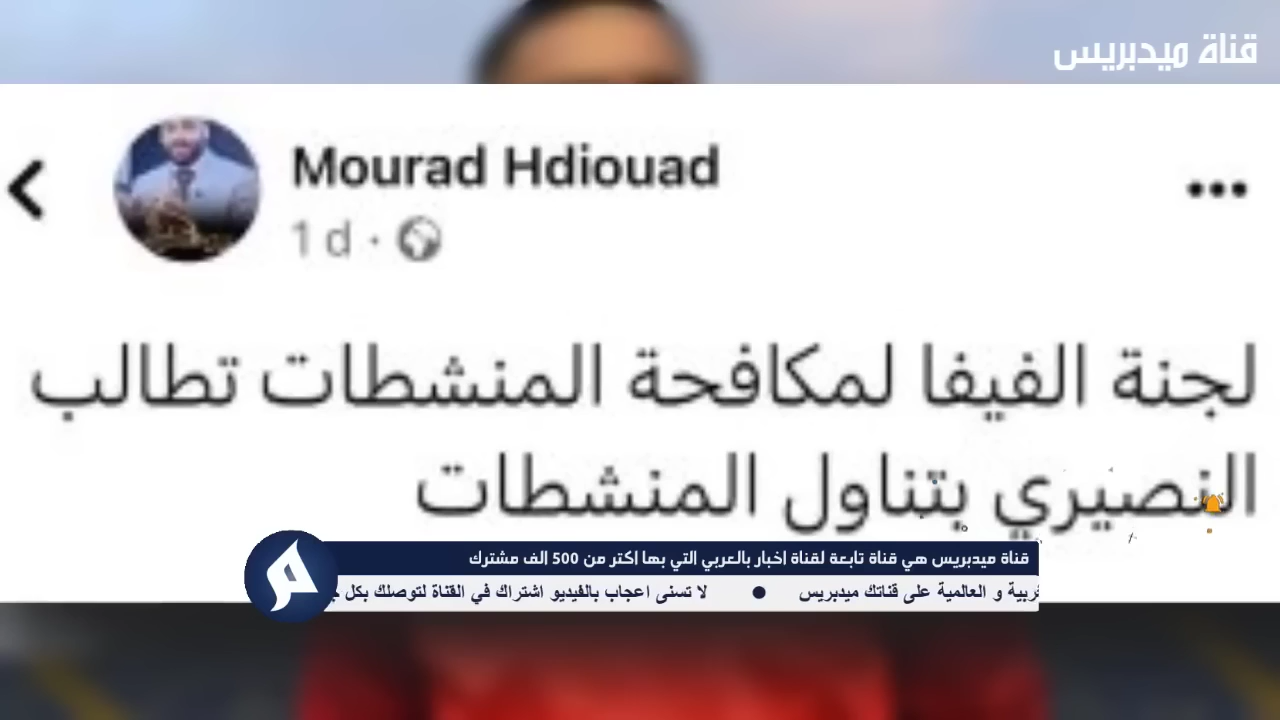 قناة ميدبريس
Mourad Hdiouad
1 d
لجنة الفيفا لمكافحة المنشطات تطالب
النصيري بتناول المنشطات
قناة ميدبريس هي قناة تابعة لقناة اخبار بالعربي التي بها اكتر من 500 الف مشترك
و العالمية على قناتك ميدبريس ● لا تسنى اعجاب بالفيديو اشتراك في القناة لتوصلك بكل